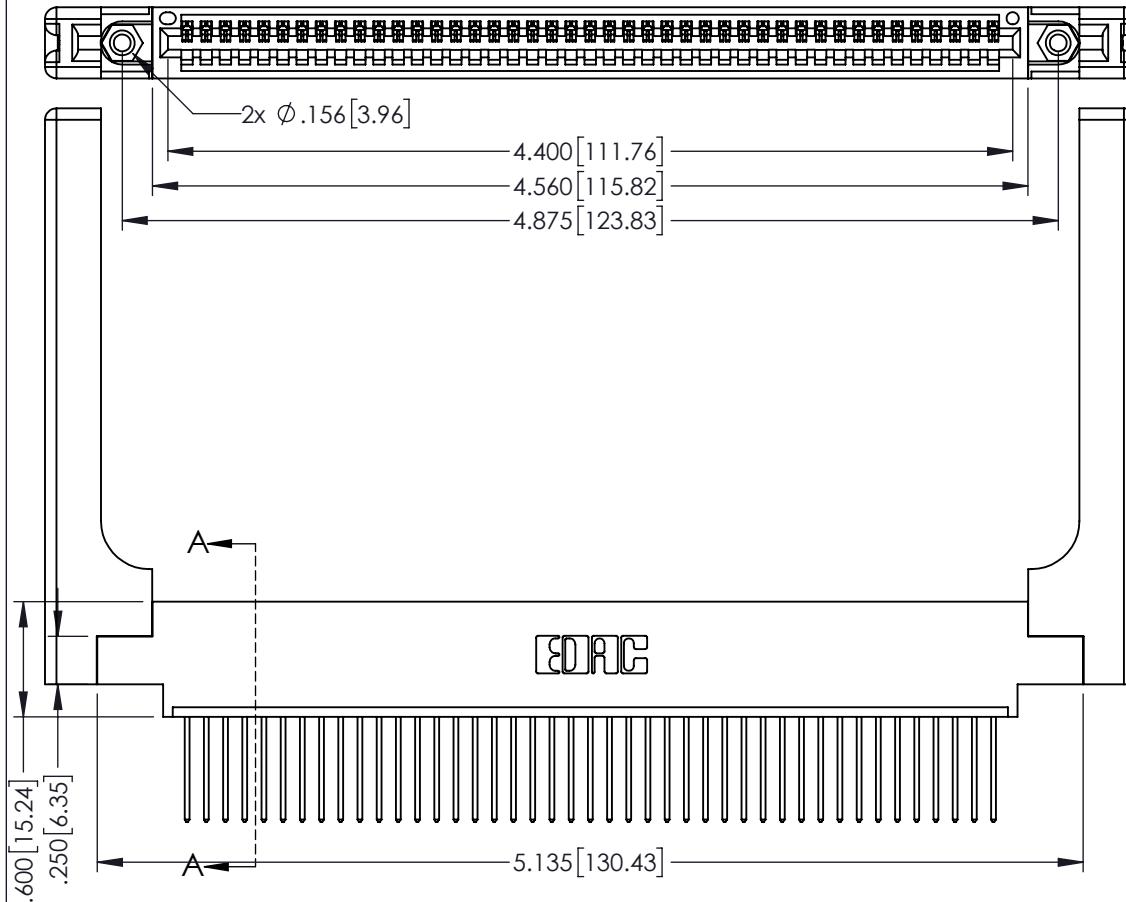 2x Ø.156[3.96]
4.400[111.76]
4.560[115.82]
4.875[123.83]
A
EDAC
.600[15.24]
.250[6.35]
A
5.135[130.43]